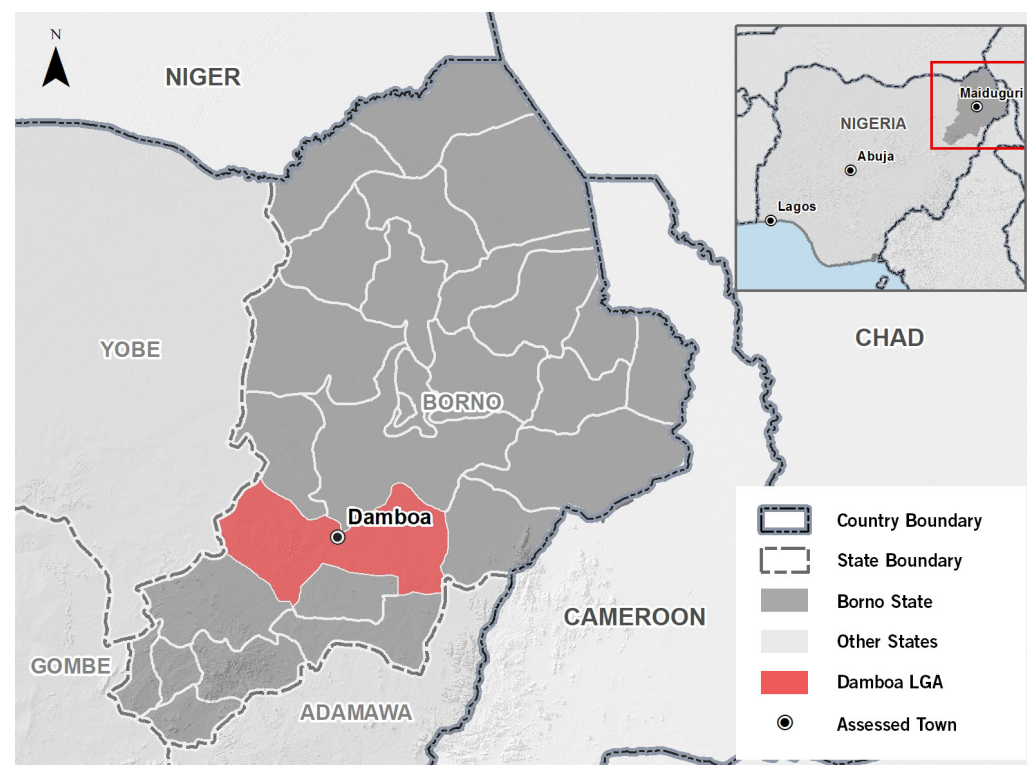 N
NIGER
Maiduguri
NIGERIA
Abuja
Lagos
CHAD
YOBE
BORNO
Damboa
CAMEROON
GOMBE
ADAMAWA
Country Boundary
State Boundary
Borno State
Other States
Damboa LGA
Assessed Town